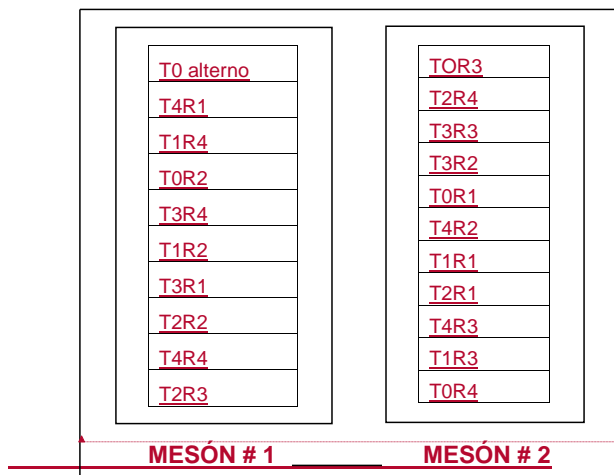 T0 alterno
T4R1
T1R4
T0R2
T3R4
T1R2
T3R1
T2R2
T4R4
T2R3
TOR3
T2R4
T3R3
T3R2
T0R1
T4R2
T1R1
T2R1
T4R3
T1R3
T0R4
MESÓN # 1 MESÓN # 2